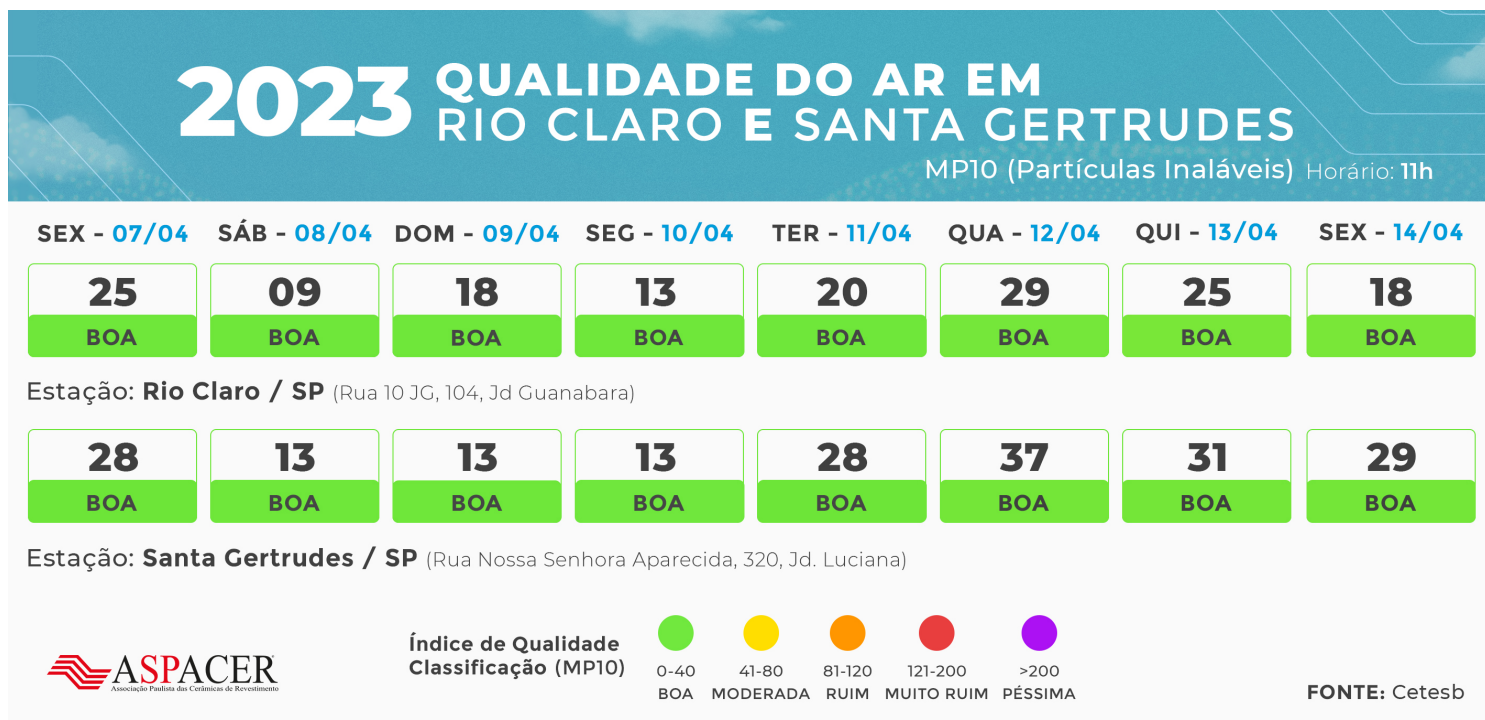 2023 QUALIDADE DO AR EM
RIO CLARO E SANTA GERTRUDES
MP10 (Partículas Inaláveis) Horário: 11h
SEX - 07/04 SÁB - 08/04 DOM - 09/04 SEG - 10/04 TER - 11/04 QUA - 12/04 QUI - 13/04 SEX - 14/04
25 09 18 13 20 29 25 18
BOA BOA BOA BOA BOA BOA BOA BOA
Estação: Rio Claro / SP (Rua 10 JG, 104, Jd Guanabara)
28 13 13 13 28 37 31 29
BOA BOA BOA BOA BOA BOA BOA BOA
Estação: Santa Gertrudes / SP (Rua Nossa Senhora Aparecida, 320, Jd. Luciana)
ASPACER
Associação Paulista das Cerâmicas de Revestimento
Índice de Qualidade
Classificação (MP10)
0-40 41-80 81-120 121-200 >200
BOA MODERADA RUIM MUITO RUIM PÉSSIMA
FONTE: Cetesb